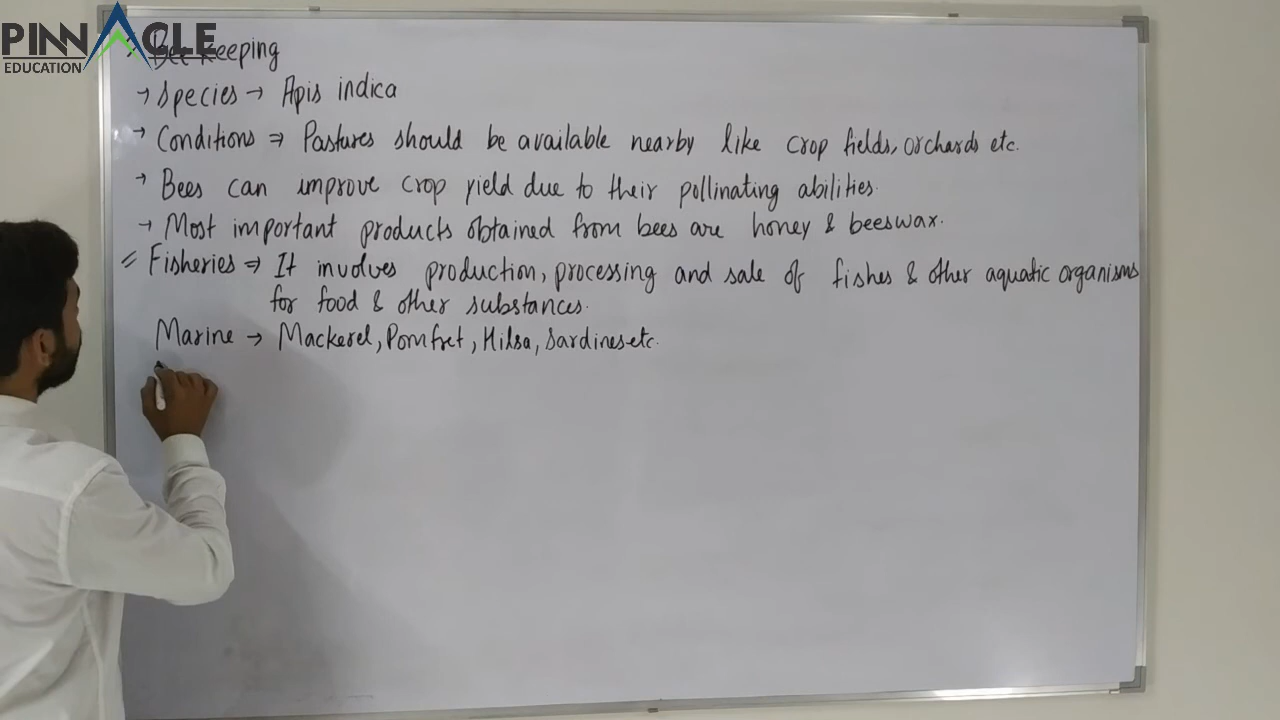 PINNACLE
EDUCATION
Bee Keeping
→ Species → Apis indica
→ Conditions ⇒ Pastures should be available nearby like crop fields, orchards etc.
→ Bees can improve crop yield due to their pollinating abilities.
→ Most important products obtained from bees are honey & beeswax.
Fisheries ⇒ It involves production, processing and sale of fishes & other aquatic organisms
for food & other substances.
Marine → Mackerel, Pomfret, Hilsa, Sardines etc.